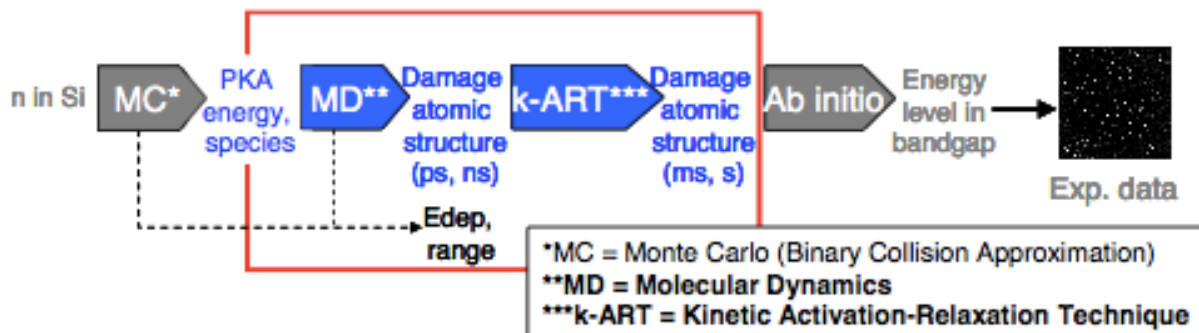 n in Si
MC*
PKA
energy,
species
MD**
Damage
atomic
structure
(ps, ns)
k-ART***
Damage
atomic
structure
(ms, s)
Ab initio
Energy
level in
bandgap
Exp. data
Edep,
range
*MC = Monte Carlo (Binary Collision Approximation)
**MD = Molecular Dynamics
***k-ART = Kinetic Activation-Relaxation Technique